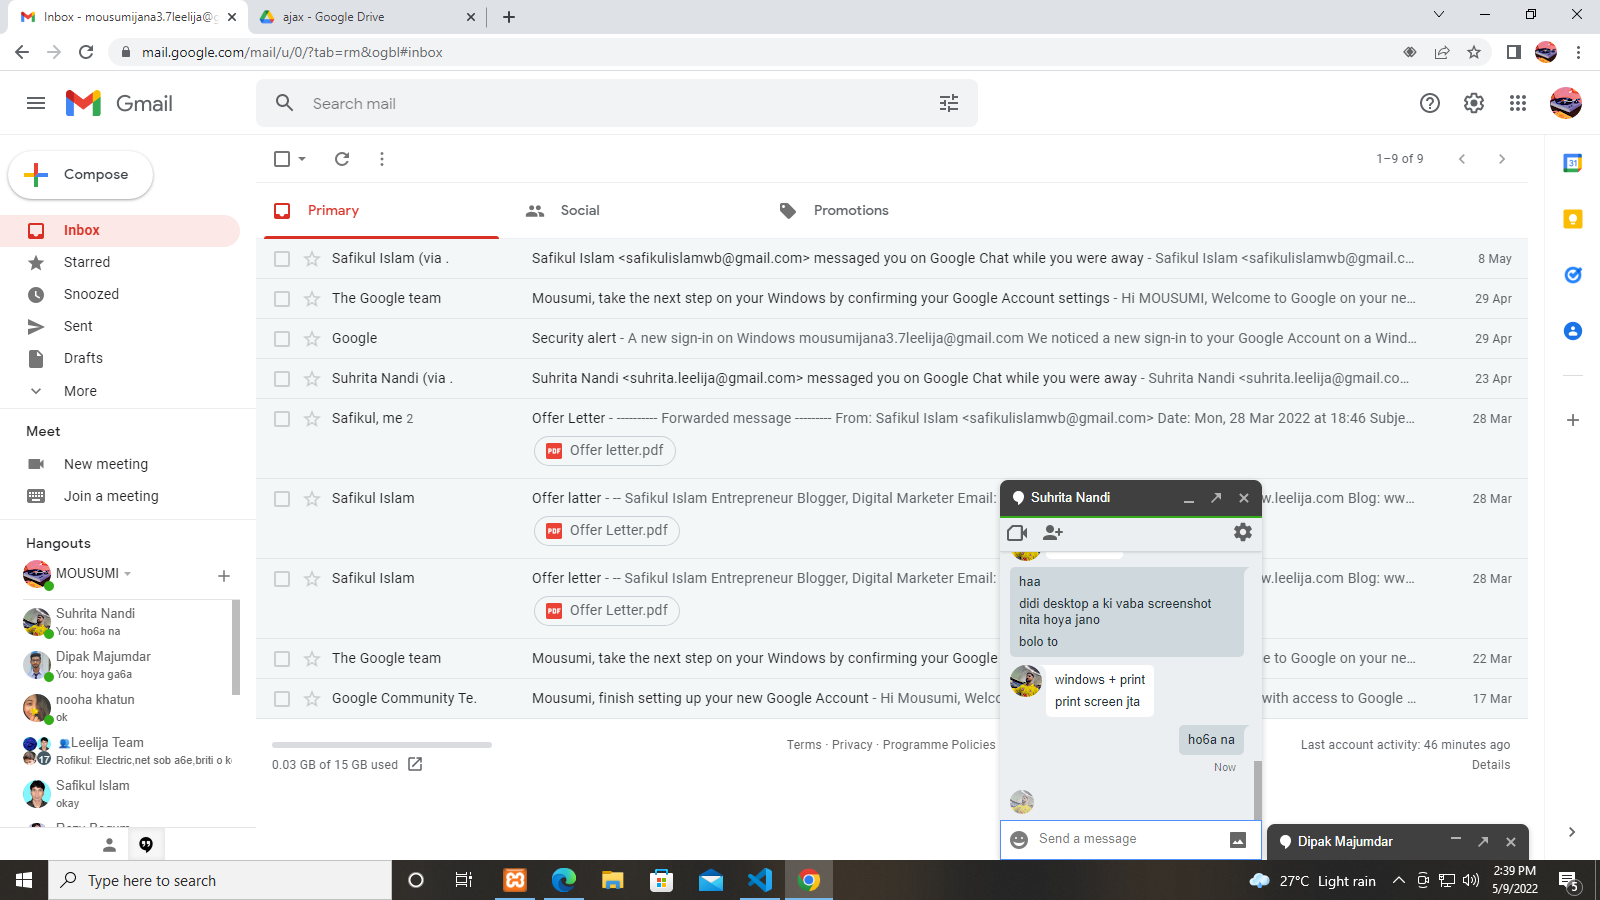 Inbox - mousumijana3.7leelija@g
ajax - Google Drive
mail.google.com/mail/u/0/?tab=rm&ogbl#inbox
Gmail
Search mail
Compose
1–9 of 9
Inbox
Starred
Snoozed
Sent
Drafts
More
Meet
New meeting
Join a meeting
Hangouts
MOUSUMI
Suhrita Nandi
You: ho6a na
Dipak Majumdar
You: hoya ga6a
nooha khatun
ok
17
Leelija Team
Rofikul: Electric,net sob a6e,briti o k
Safikul Islam
okay
Primary
Social
Promotions
Safikul Islam (via .
Safikul Islam <safikulislamwb@gmail.com> messaged you on Google Chat while you were away - Safikul Islam <safikulislamwb@gmail.c...
8 May
The Google team
Mousumi, take the next step on your Windows by confirming your Google Account settings - Hi MOUSUMI, Welcome to Google on your ne...
29 Apr
Google
Security alert - A new sign-in on Windows mousumijana3.7leelija@gmail.com We noticed a new sign-in to your Google Account on a Wind...
29 Apr
Suhrita Nandi (via .
Suhrita Nandi <suhrita.leelija@gmail.com> messaged you on Google Chat while you were away - Suhrita Nandi <suhrita.leelija@gmail.co...
23 Apr
Safikul, me 2
Offer Letter - ---------- Forwarded message --------- From: Safikul Islam <safikulislamwb@gmail.com> Date: Mon, 28 Mar 2022 at 18:46 Subje...
28 Mar
PDF Offer letter.pdf
Safikul Islam
Offer latter - -- Safikul Islam Entrepreneur Blogger, Digital Marketer Email:
w.leelija.com Blog: ww...
28 Mar
PDF Offer Letter.pdf
Safikul Islam
Offer letter - -- Safikul Islam Entrepreneur Blogger, Digital Marketer Email:
w.leelija.com Blog: ww...
28 Mar
PDF Offer Letter.pdf
The Google team
Mousumi, take the next step on your Windows by confirming your Google
e to Google on your ne...
22 Mar
Google Community Te.
Mousumi, finish setting up your new Google Account - Hi Mousumi, Welc
with access to Google ...
17 Mar
0.03 GB of 15 GB used
Terms · Privacy · Programme Policies
Last account activity: 46 minutes ago
Details
31
Suhrita Nandi
haa
didi desktop a ki vaba screenshot
nita hoya jano
bolo to
windows + print
print screen jta
ho6a na
Now
Send a message
Dipak Majumdar
Type here to search
27°C Light rain
2:39 PM
5/9/2022
5